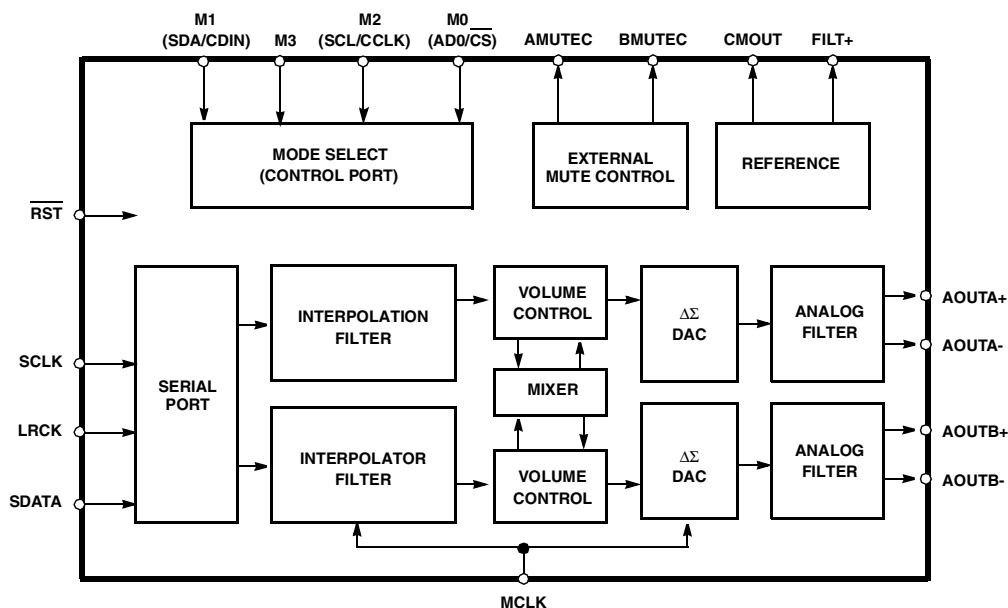 M1
(SDA/CDIN)
M3
M2
(SCL/CCLK)
M0
(AD0/CS)
AMUTEC
BMUTEC
CMOUT
FILT+
MODE SELECT
(CONTROL PORT)
EXTERNAL
MUTE CONTROL
REFERENCE
RST
SCLK
LRCK
SDATA
SERIAL
PORT
INTERPOLATION
FILTER
VOLUME
CONTROL
ΔΣ
DAC
ANALOG
FILTER
AOUTA+
AOUTA-
MIXER
INTERPOLATOR
FILTER
VOLUME
CONTROL
ΔΣ
DAC
ANALOG
FILTER
AOUTB+
AOUTB-
MCLK